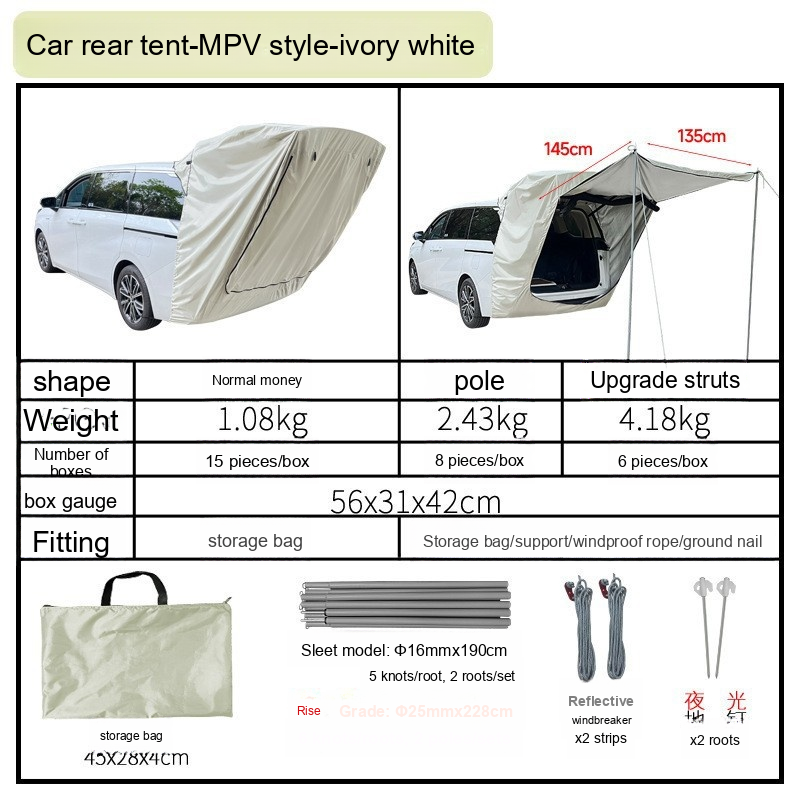 Car rear tent-MPV style-ivory white
145cm
135cm
shape
Normal money
pole
Upgrade struts
Weight
1.08kg
2.43kg
4.18kg
Number of
boxes
15 pieces/box
8 pieces/box
6 pieces/box
box gauge
56x31x42cm
Fitting
storage bag
Storage bag/support/windproof rope/ground nail
storage bag
45x28x4cm
Sleet model: Φ16mmx190cm
5 knots/root, 2 roots/set
Rise Grade: Φ25mmx228cm
Reflective
windbreaker
x2 strips
夜 光
x2 roots